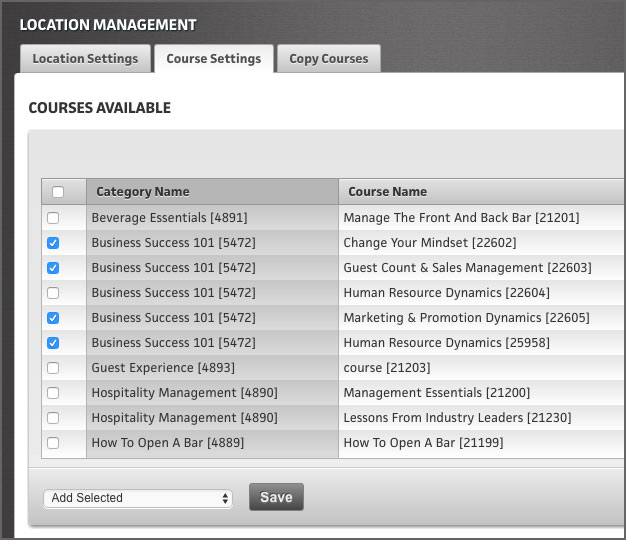 LOCATION MANAGEMENT
Location Settings Course Settings Copy Courses
COURSES AVAILABLE
Category Name Course Name
Beverage Essentials [4891] Manage The Front And Back Bar [21201]
Business Success 101 [5472] Change Your Mindset [22602]
Business Success 101 [5472] Guest Count & Sales Management [22603]
Business Success 101 [5472] Human Resource Dynamics [22604]
Business Success 101 [5472] Marketing & Promotion Dynamics [22605]
Business Success 101 [5472] Human Resource Dynamics [25958]
Guest Experience [4893] course [21203]
Hospitality Management [4890] Management Essentials [21200]
Hospitality Management [4890] Lessons From Industry Leaders [21230]
How To Open A Bar [4889] How To Open A Bar [21199]
Add Selected Save